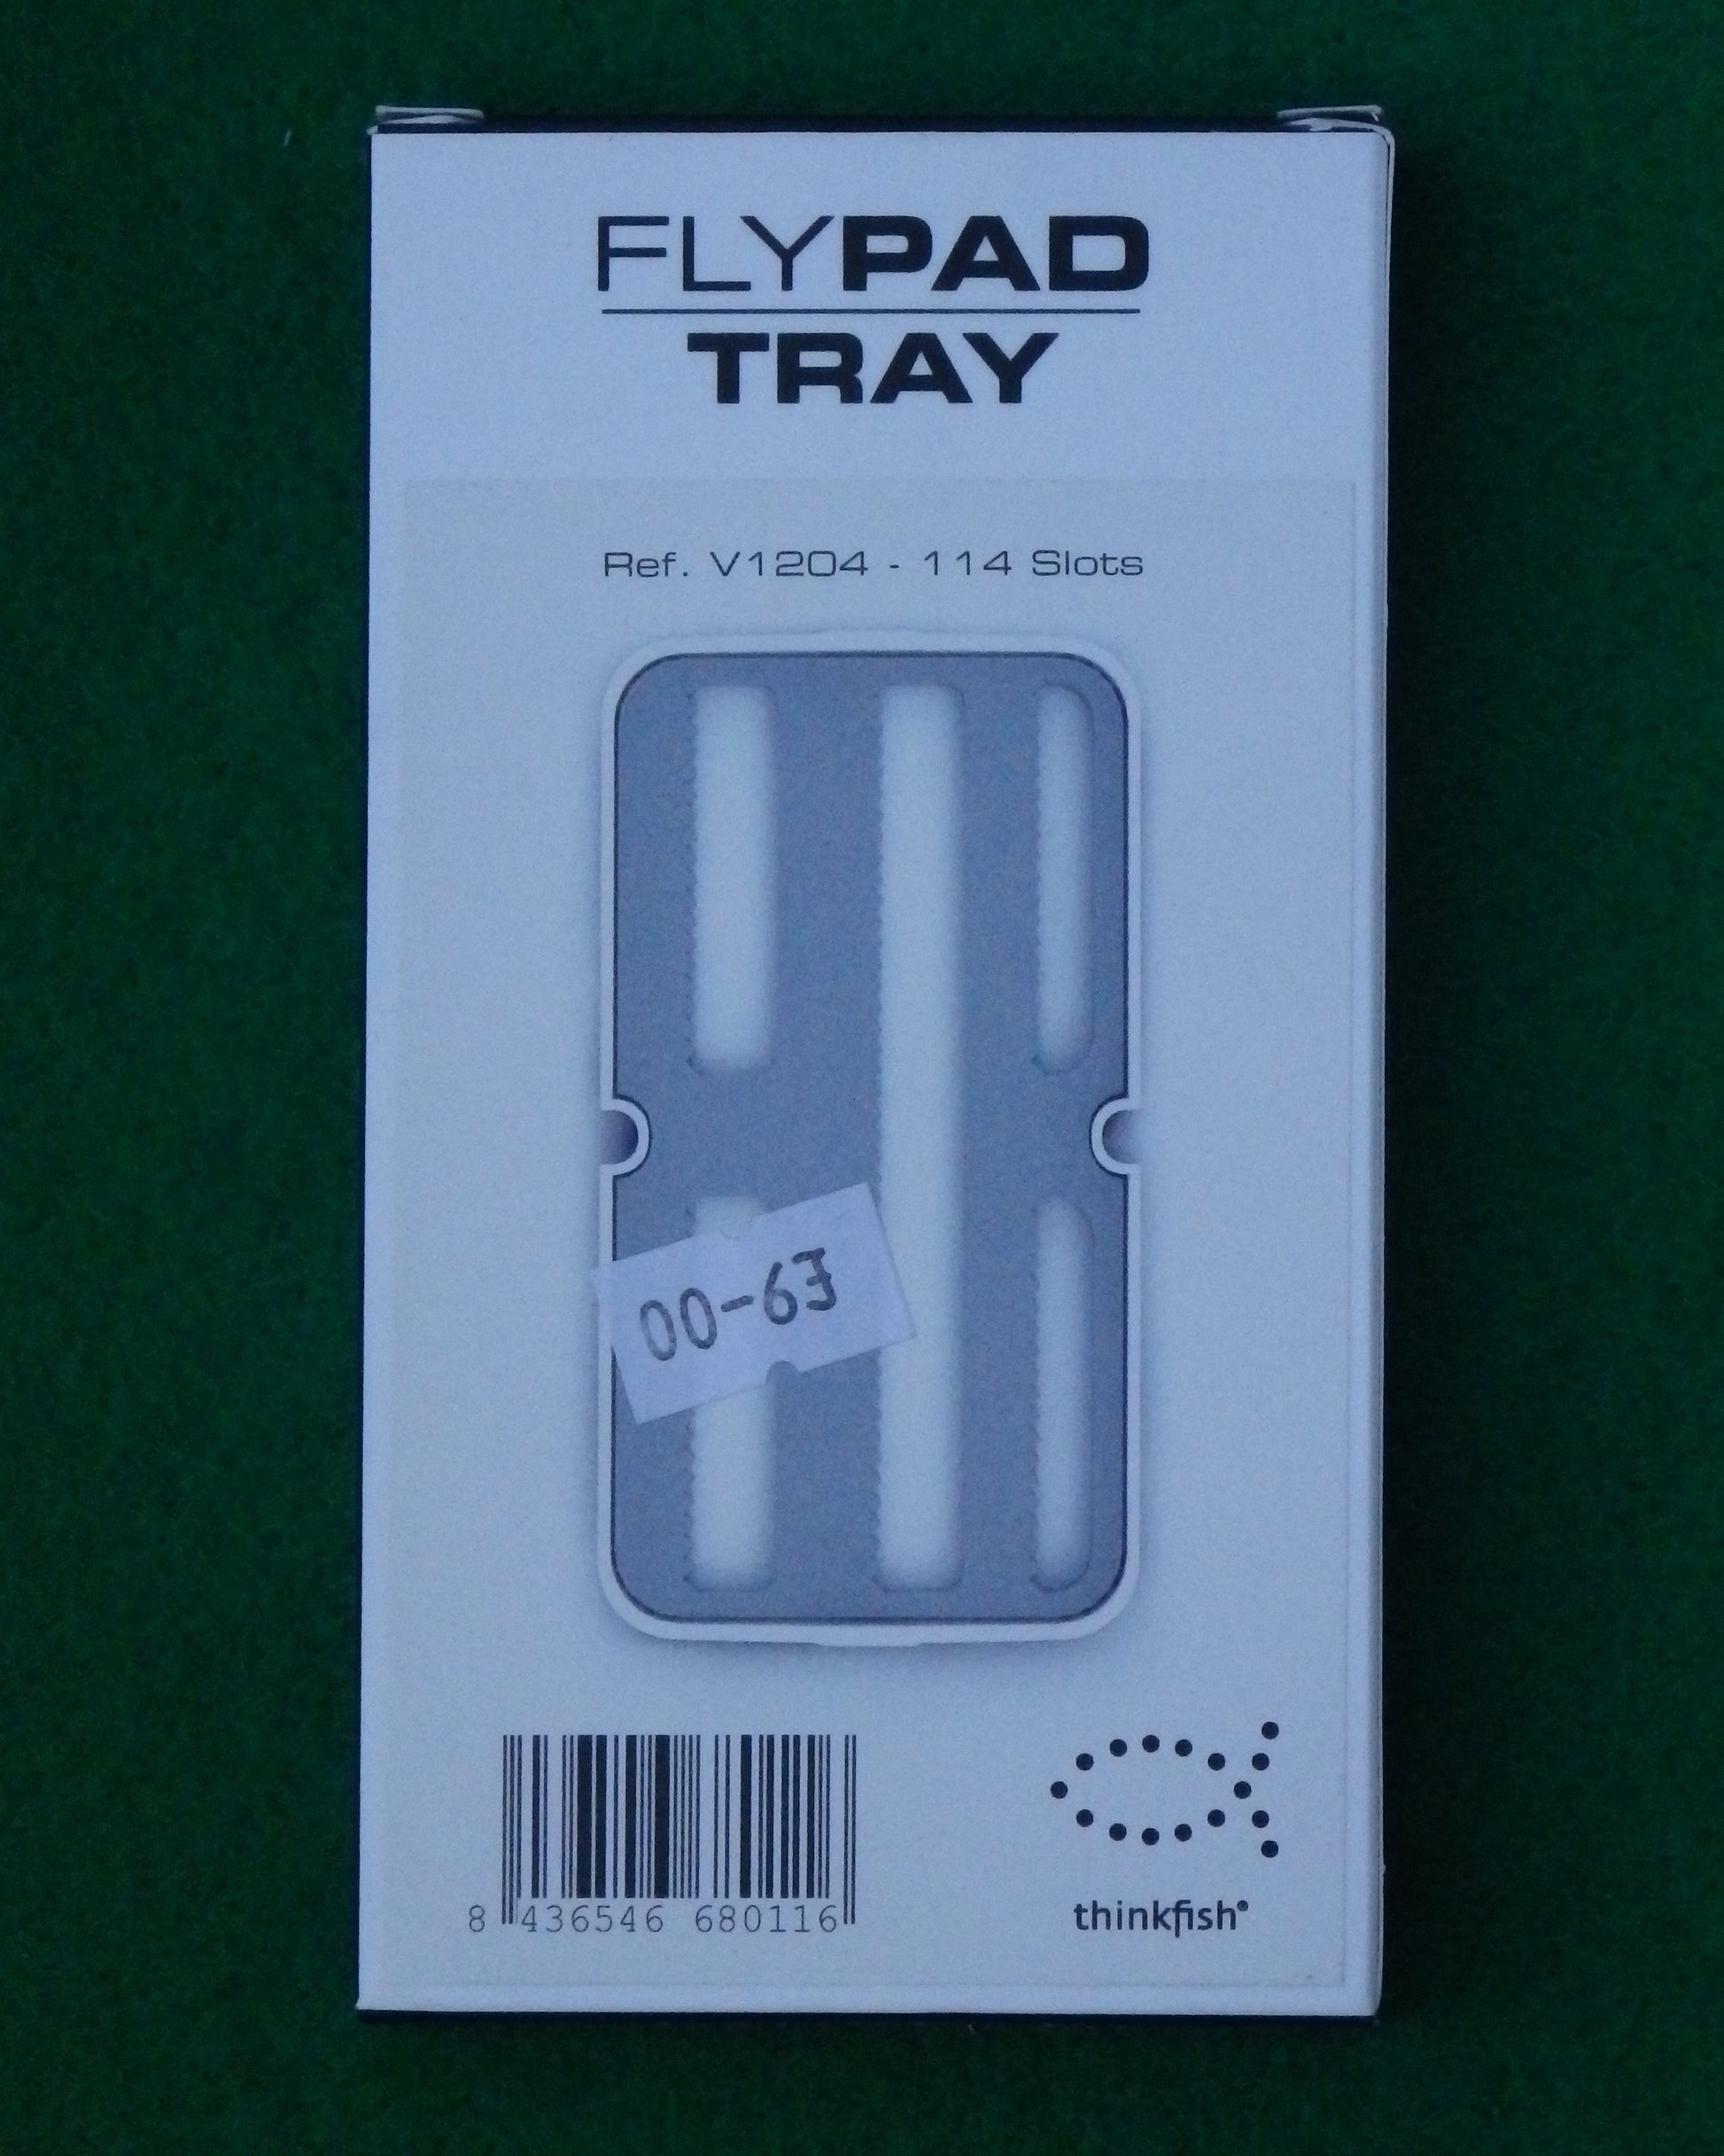 FLYPAD
TRAY
Ref. V1204 - 114 Slots
00-63
8 436546 680116
thinkfish®